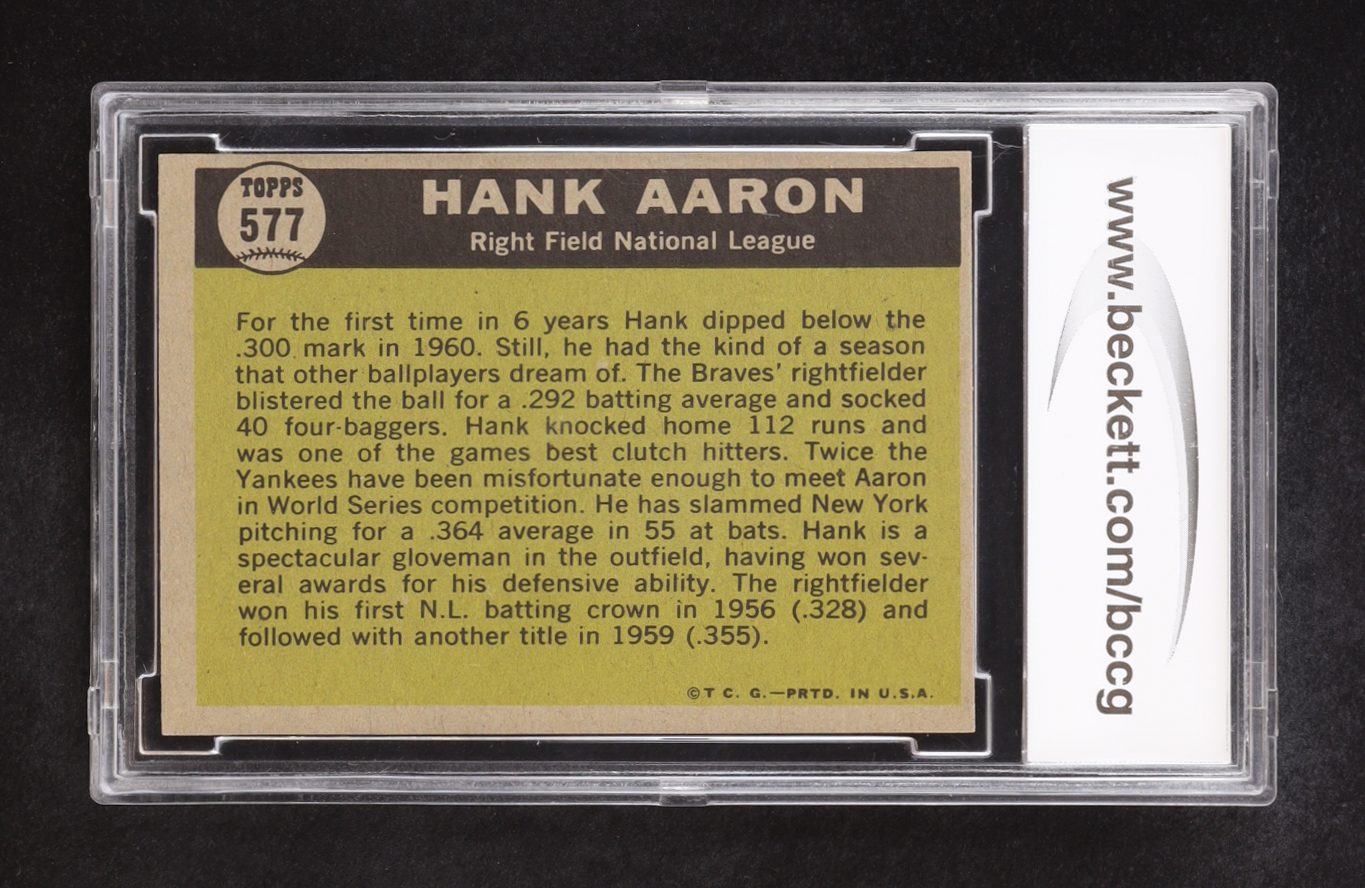 TOPPS
577
HANK AARON
Right Field National League
For the first time in 6 years Hank dipped below the
.300 mark in 1960. Still, he had the kind of a season
that other ballplayers dream of. The Braves' rightfielder
blistered the ball for a .292 batting average and socked
40 four-baggers. Hank knocked home 112 runs and
was one of the games best clutch hitters. Twice the
Yankees have been misfortunate enough to meet Aaron
in World Series competition. He has slammed New York
pitching for a .364 average in 55 at bats. Hank is a
spectacular gloveman in the outfield, having won sev-
eral awards for his defensive ability. The rightfielder
won his first N.L. batting crown in 1956 (.328) and
followed with another title in 1959 (.355).
©T C. G.—PRTD. IN U.S.A.
www.beckett.com/bccg